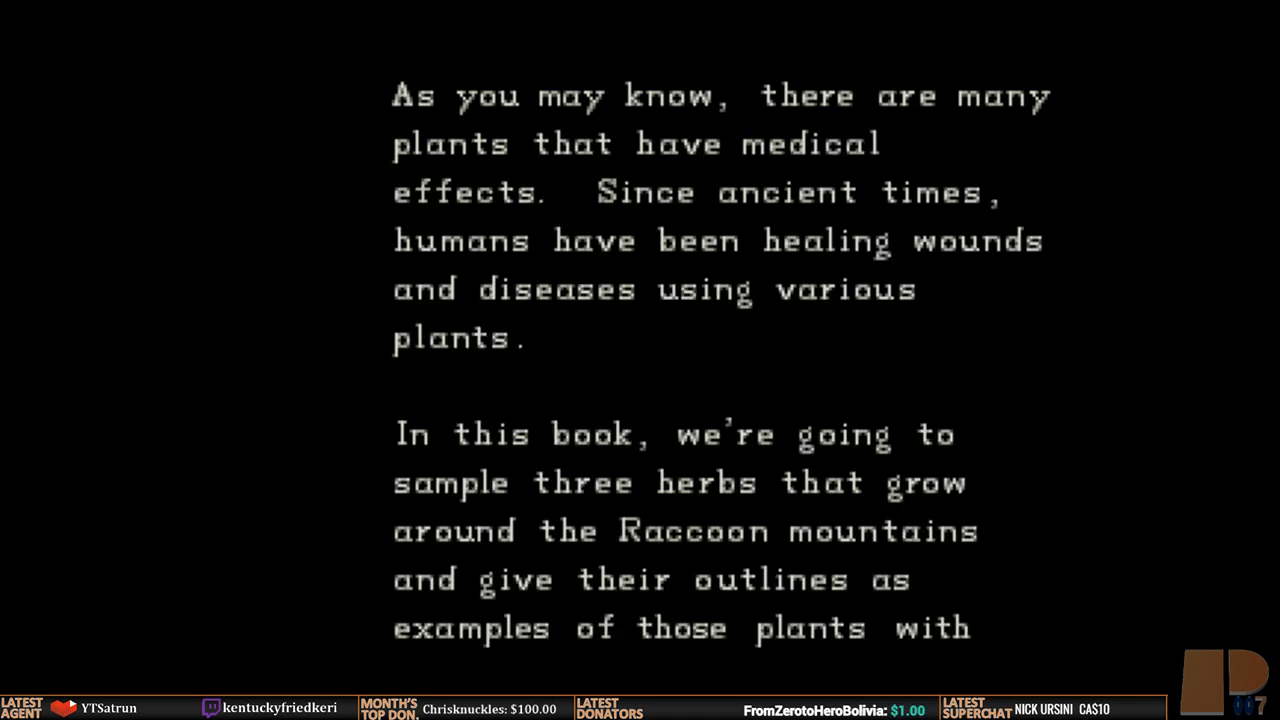 As you may know, there are many
plants that have medical
effects. Since ancient times,
humans have been healing wounds
and diseases using various
plants.
In this book, we're going to
sample three herbs that grow
around the Raccoon mountains
and give their outlines as
examples of those plants with
LATEST AGENT YTSatrun kentuckyfriedkeri MONTH'S TOP DON. Chrisknuckles: $100.00 LATEST DONATORS FromZerotoHeroBolivia: $1.00 LATEST SUPERCHAT NICK URSINI CA$10